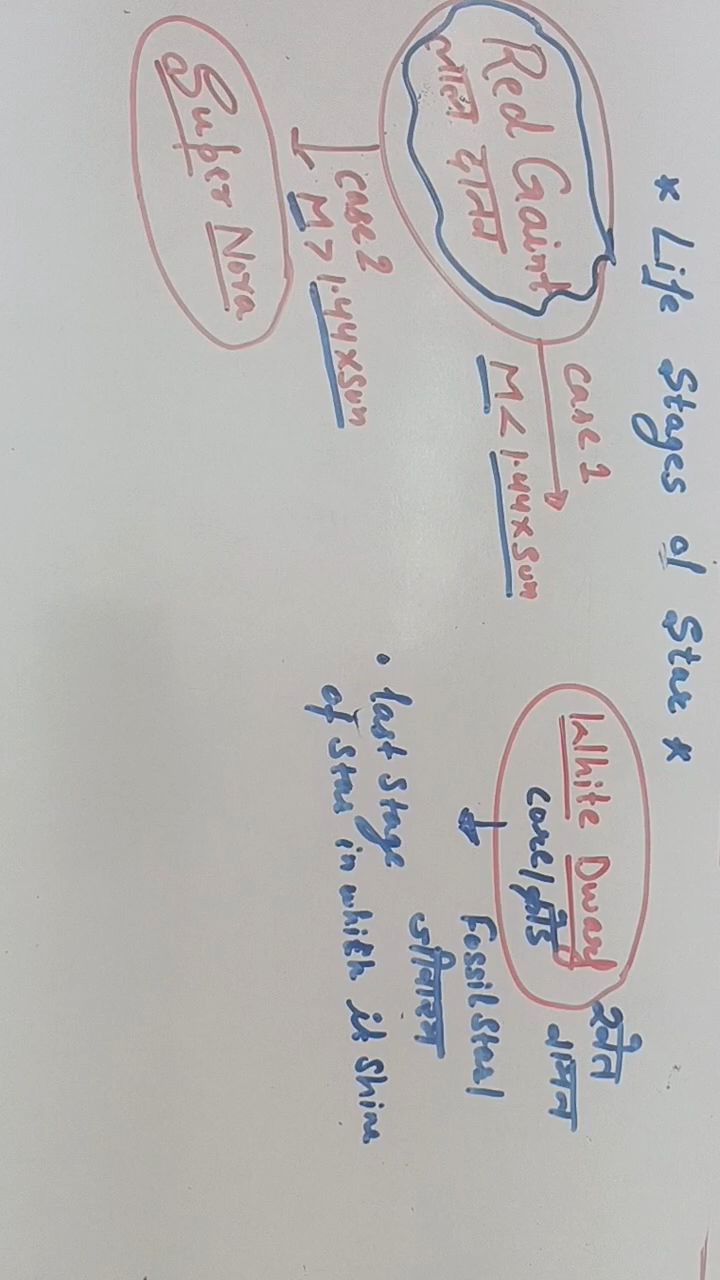 * Life Stages of Star *
Red Gaint
लाल दानव
case 1
M < 1.44 x sun
White Dwarf
core/क्रोड
श्वेत
वामन
Fossil Star/
जीवाश्म
• last stage
of star in which it shine
case 2
M > 1.44 x sun
Super Nova